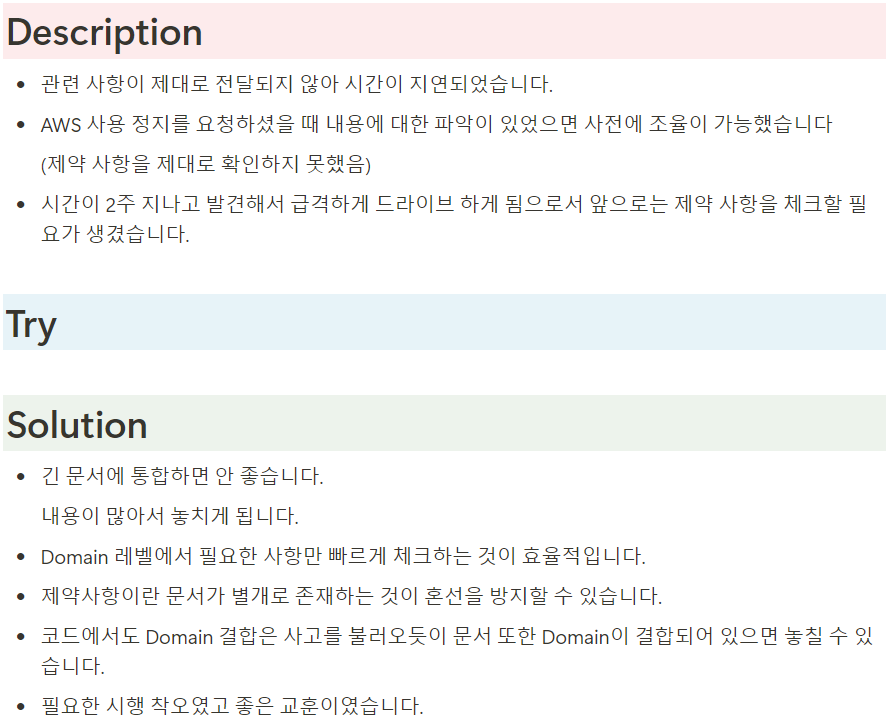 Description
관련 사항이 제대로 전달되지 않아 시간이 지연되었습니다.
AWS 사용 정지를 요청하셨을 때 내용에 대한 파악이 있었으면 사전에 조율이 가능했습니다
(제약 사항을 제대로 확인하지 못했음)
시간이 2주 지나고 발견해서 급격하게 드라이브 하게 됨으로서 앞으로는 제약 사항을 체크할 필
요가 생겼습니다.
Try
Solution
긴 문서에 통합하면 안 좋습니다.
내용이 많아서 놓치게 됩니다.
Domain 레벨에서 필요한 사항만 빠르게 체크하는 것이 효율적입니다.
제약사항이란 문서가 별개로 존재하는 것이 혼선을 방지할 수 있습니다.
코드에서도 Domain 결합은 사고를 불러오듯이 문서 또한 Domain이 결합되어 있으면 놓칠 수 있
습니다.
필요한 시행 착오였고 좋은 교훈이였습니다.